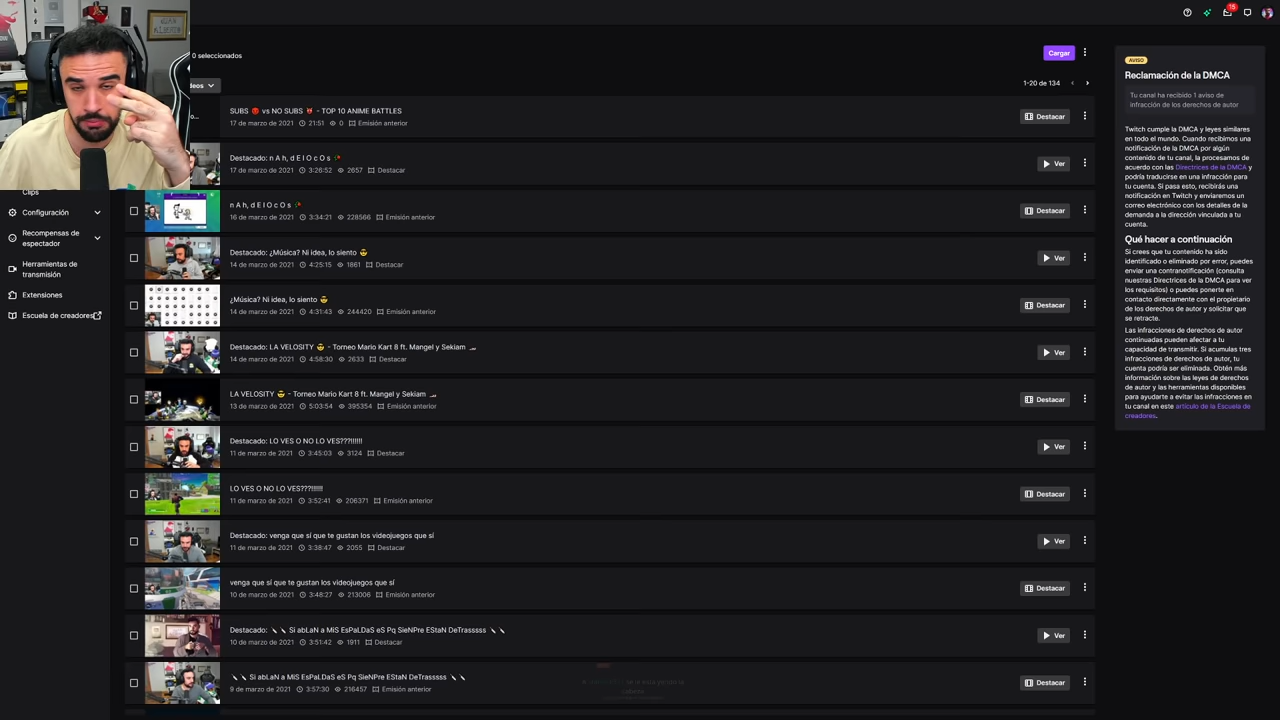 15
0 seleccionados
Cargar
deos
1-20 de 134
SUBS vs NO SUBS - TOP 10 ANIME BATTLES
17 de marzo de 2021 21:51 0 Emisión anterior
Destacar
Destacado: n A h, d E l O c O s
17 de marzo de 2021 3:26:52 2657 Destacar
Ver
n A h, d E l O c O s
16 de marzo de 2021 3:34:21 228566 Emisión anterior
Destacar
Destacado: ¿Música? Ni idea, lo siento
14 de marzo de 2021 4:25:15 1861 Destacar
Ver
¿Música? Ni idea, lo siento
14 de marzo de 2021 4:31:43 244420 Emisión anterior
Destacar
Destacado: LA VELOSITY - Torneo Mario Kart 8 ft. Mangel y Sekiam
14 de marzo de 2021 4:58:30 2633 Destacar
Ver
LA VELOSITY - Torneo Mario Kart 8 ft. Mangel y Sekiam
13 de marzo de 2021 5:03:54 395354 Emisión anterior
Destacar
Destacado: LO VES O NO LO VES???!!!!!!
11 de marzo de 2021 3:45:03 3124 Destacar
Ver
LO VES O NO LO VES???!!!!!!
11 de marzo de 2021 3:52:41 206371 Emisión anterior
Destacar
Destacado: venga que sí que te gustan los videojuegos que sí
11 de marzo de 2021 3:38:47 2055 Destacar
Ver
venga que sí que te gustan los videojuegos que sí
10 de marzo de 2021 3:48:27 213006 Emisión anterior
Destacar
Destacado: Si abLaN a MiS EsPaLDaS eS Pq SieNPre EStaN DeTrasssss
10 de marzo de 2021 3:51:42 1911 Destacar
Ver
Si abLaN a MiS EsPaLDaS eS Pq SieNPre EStaN DeTrasssss
9 de marzo de 2021 3:57:30 216457 Emisión anterior
Destacar
Clips
Configuración
Recompensas de
espectador
Herramientas de
transmisión
Extensiones
Escuela de creadores
AVISO
Reclamación de la DMCA
Tu canal ha recibido 1 aviso de
infracción de los derechos de autor
Twitch cumple la DMCA y leyes similares
en todo el mundo. Cuando recibimos una
notificación de la DMCA por algún
contenido de tu canal, la procesamos de
acuerdo con las Directrices de la DMCA y
podría traducirse en una infracción para
tu cuenta. Si pasa esto, recibirás una
notificación en Twitch y enviaremos un
correo electrónico con los detalles de la
demanda a la dirección vinculada a tu
cuenta.
Qué hacer a continuación
Si crees que tu contenido ha sido
identificado o eliminado por error, puedes
enviar una contranotificación (consulta
nuestras Directrices de la DMCA para ver
los requisitos) o puedes ponerte en
contacto directamente con el propietario
de los derechos de autor y solicitar que
se retracte.
Las infracciones de derechos de autor
continuadas pueden afectar a tu
capacidad de transmitir. Si acumulas tres
infracciones de derechos de autor, tu
cuenta podría ser eliminada. Obtén más
información sobre las leyes de derechos
de autor y las herramientas disponibles
para ayudarte a evitar las infracciones en
tu canal en este artículo de la Escuela de
creadores.